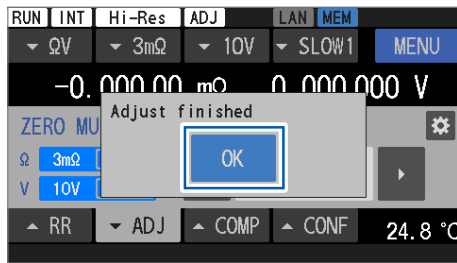 RUN INT Hi-Res ADJ LAN MEM
ΩV 3mΩ 10V SLOW1 MENU
-0.000 00 mΩ 0.000 000 V
Adjust finished
ZERO MU
Ω 3mΩ
OK
V 10V
RR ADJ COMP CONF 24.8 °C